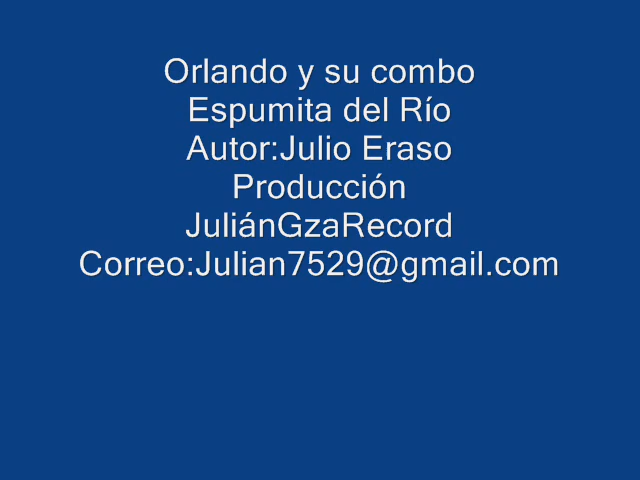 Orlando y su combo
Espumita del Río
Autor:Julio Eraso
Producción
JuliánGzaRecord
Correo:Julian7529@gmail.com